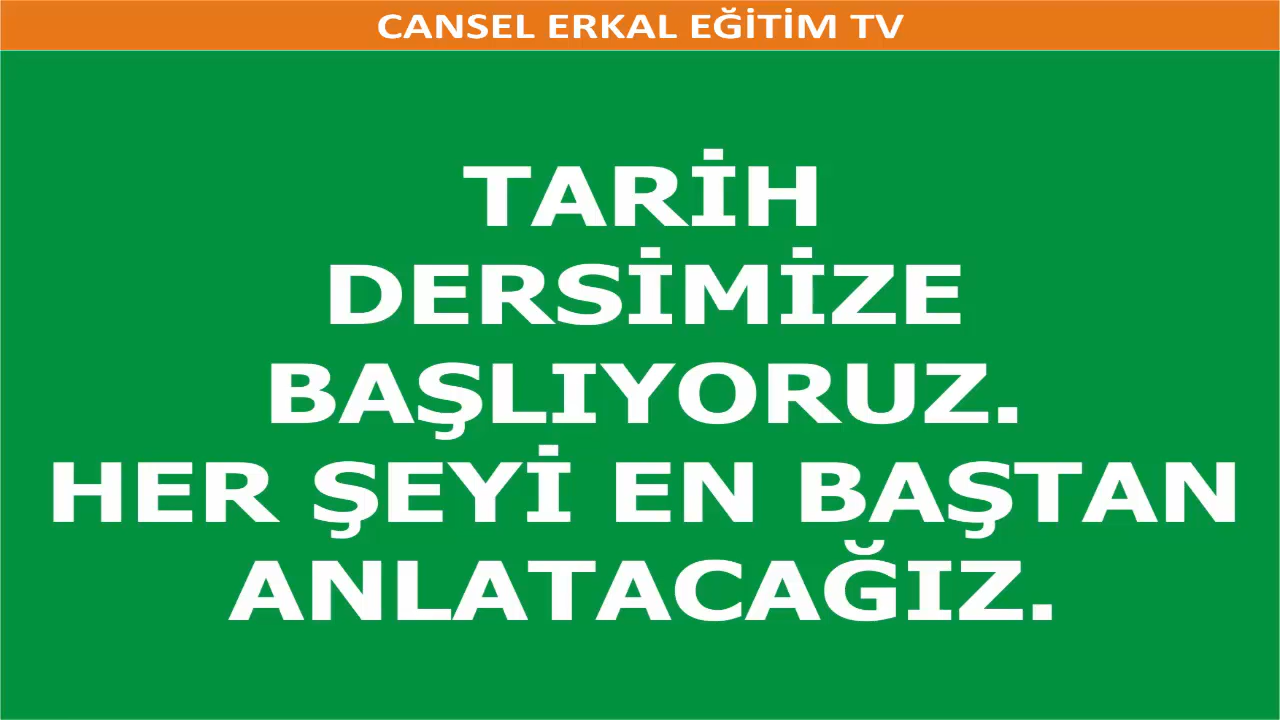 CANSEL ERKAL EĞİTİM TV
TARİH
DERSİMİZE
BAŞLIYORUZ.
HER ŞEYİ EN BAŞTAN
ANLATACAĞIZ.